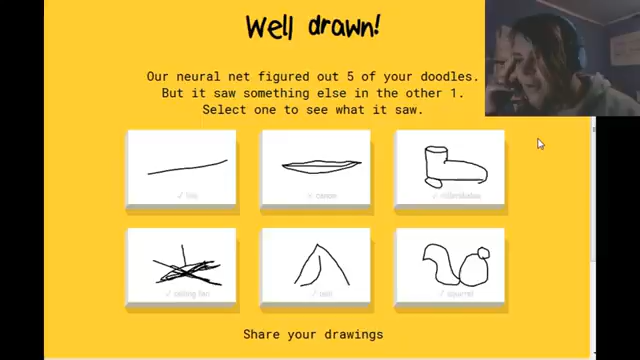 Well drawn!
Our neural net figured out 5 of your doodles.
But it saw something else in the other 1.
Select one to see what it saw.
line
canoe
rollerskates
ceiling fan
tent
squirrel
Share your drawings